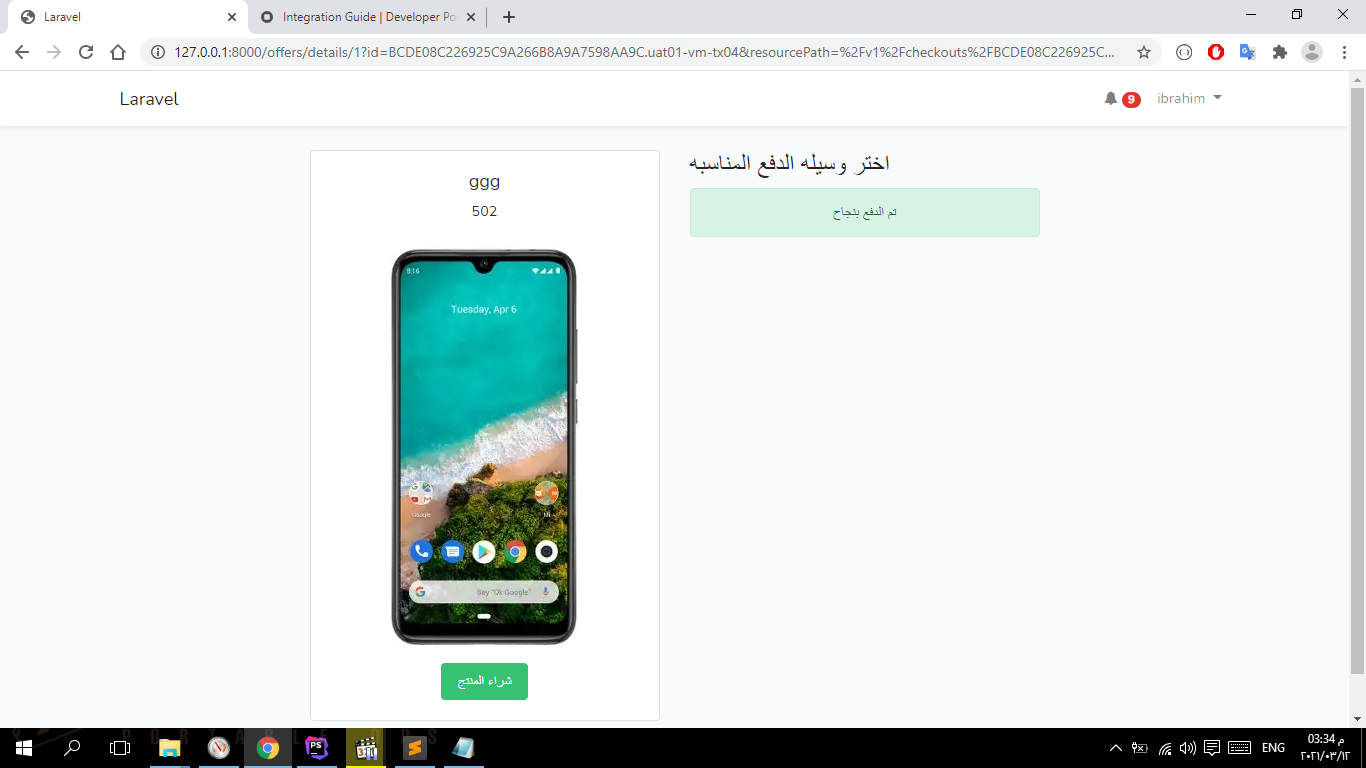 Laravel
Integration Guide | Developer Po
127.0.0.1:8000/offers/details/1?id=BCDE08C226925C9A266B8A9A7598AA9C.uat01-vm-tx04&resourcePath=%2Fv1%2Fcheckouts%2FBCDE08C226925C...
Laravel
9
ibrahim
اختر وسيله الدفع المناسبه
تم الدفع بنجاح
ggg
502
8:16
Tuesday, Apr 6
Google
Say "Ok Google"
شراء المنتج
PS
321
ENG
03:34 م
٢٠٢١/٠٣/١٢